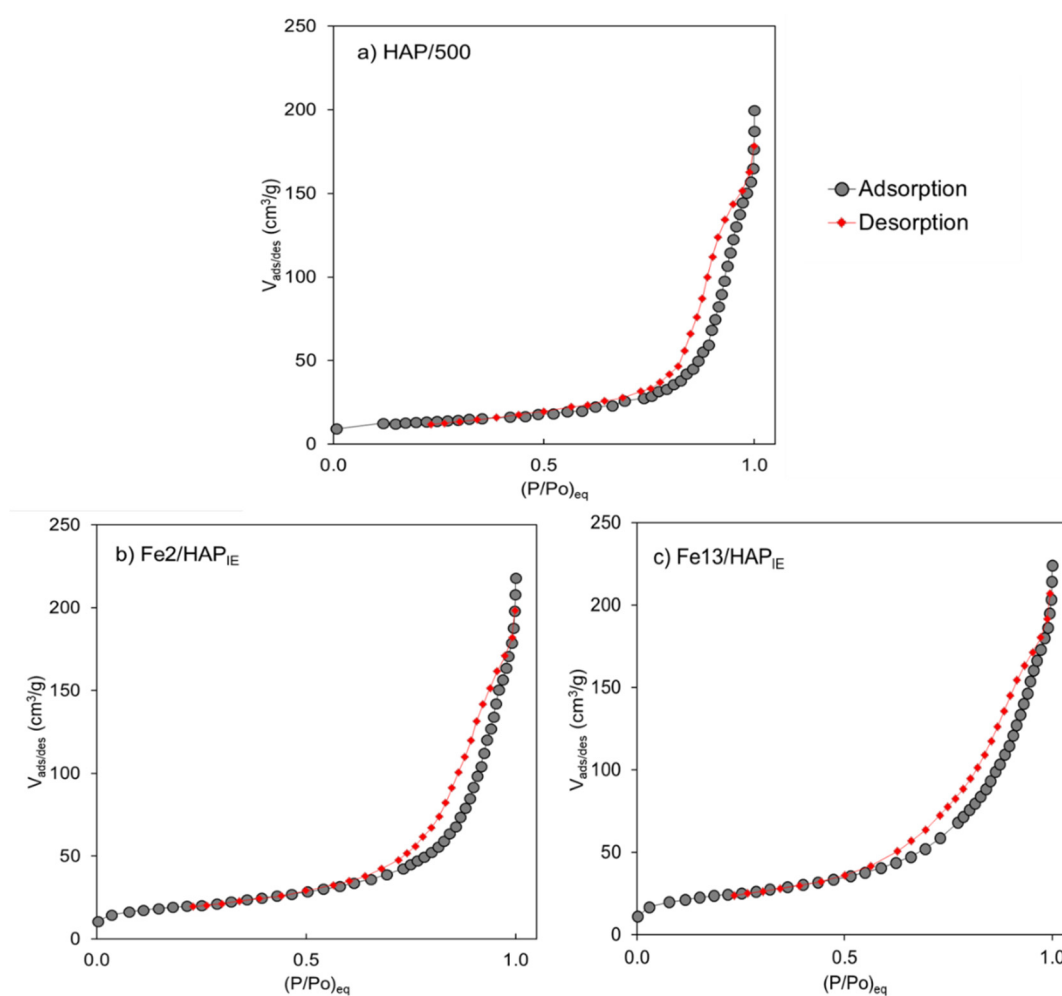 a) HAP/500
250
200
150
100
50
0
V_ads/des (cm³/g)
0.0
0.5
1.0
(P/Po)_eq
Adsorption
Desorption
b) Fe2/HAP_IE
250
200
150
100
50
0
V_ads/des (cm³/g)
0.0
0.5
1.0
(P/Po)_eq
c) Fe13/HAP_IE
250
200
150
100
50
0
V_ads/des (cm³/g)
0.0
0.5
1.0
(P/Po)_eq